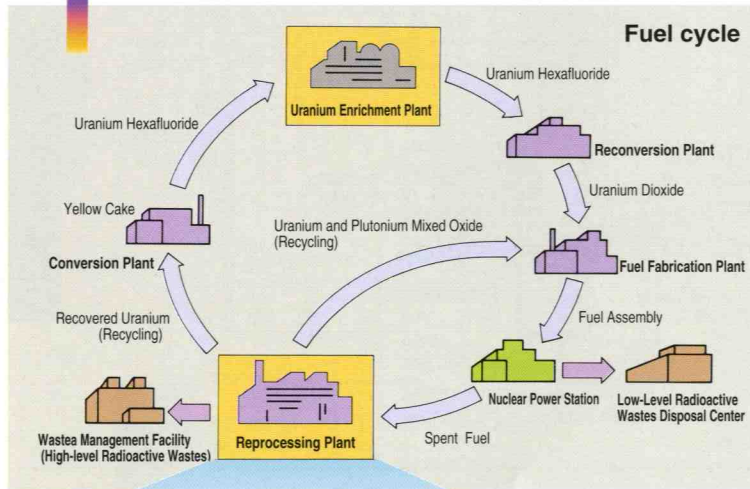 Fuel cycle
Uranium Enrichment Plant
Uranium Hexafluoride
Uranium Hexafluoride
Reconversion Plant
Uranium Dioxide
Yellow Cake
Conversion Plant
Uranium and Plutonium Mixed Oxide
(Recycling)
Fuel Fabrication Plant
Recovered Uranium
(Recycling)
Fuel Assembly
Nuclear Power Station
Low-Level Radioactive
Wastes Disposal Center
Wastea Management Facility
(High-level Radioactive Wastes)
Reprocessing Plant
Spent Fuel